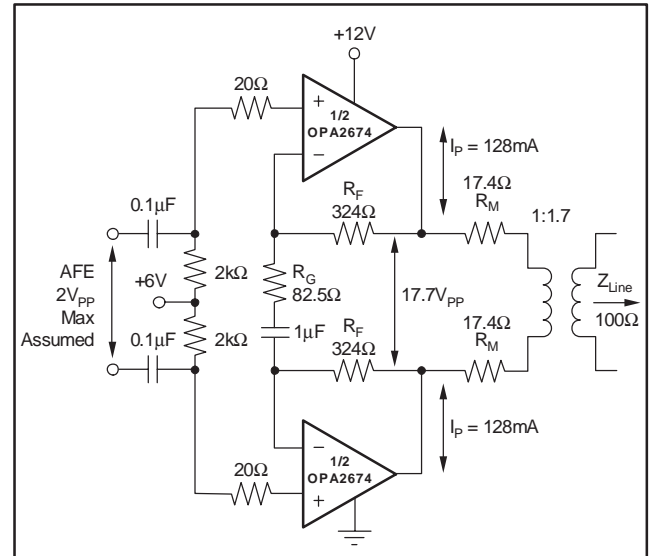 +12V
20Ω
+
1/2
OPA2674
−
I_P = 128mA
0.1μF
R_F
324Ω
17.4Ω
R_M
1:1.7
AFE
2V_PP
Max
Assumed
+6V
2kΩ
2kΩ
R_G
82.5Ω
1μF
17.7V_PP
Z_Line
100Ω
0.1μF
R_F
324Ω
17.4Ω
R_M
−
1/2
OPA2674
+
20Ω
I_P = 128mA